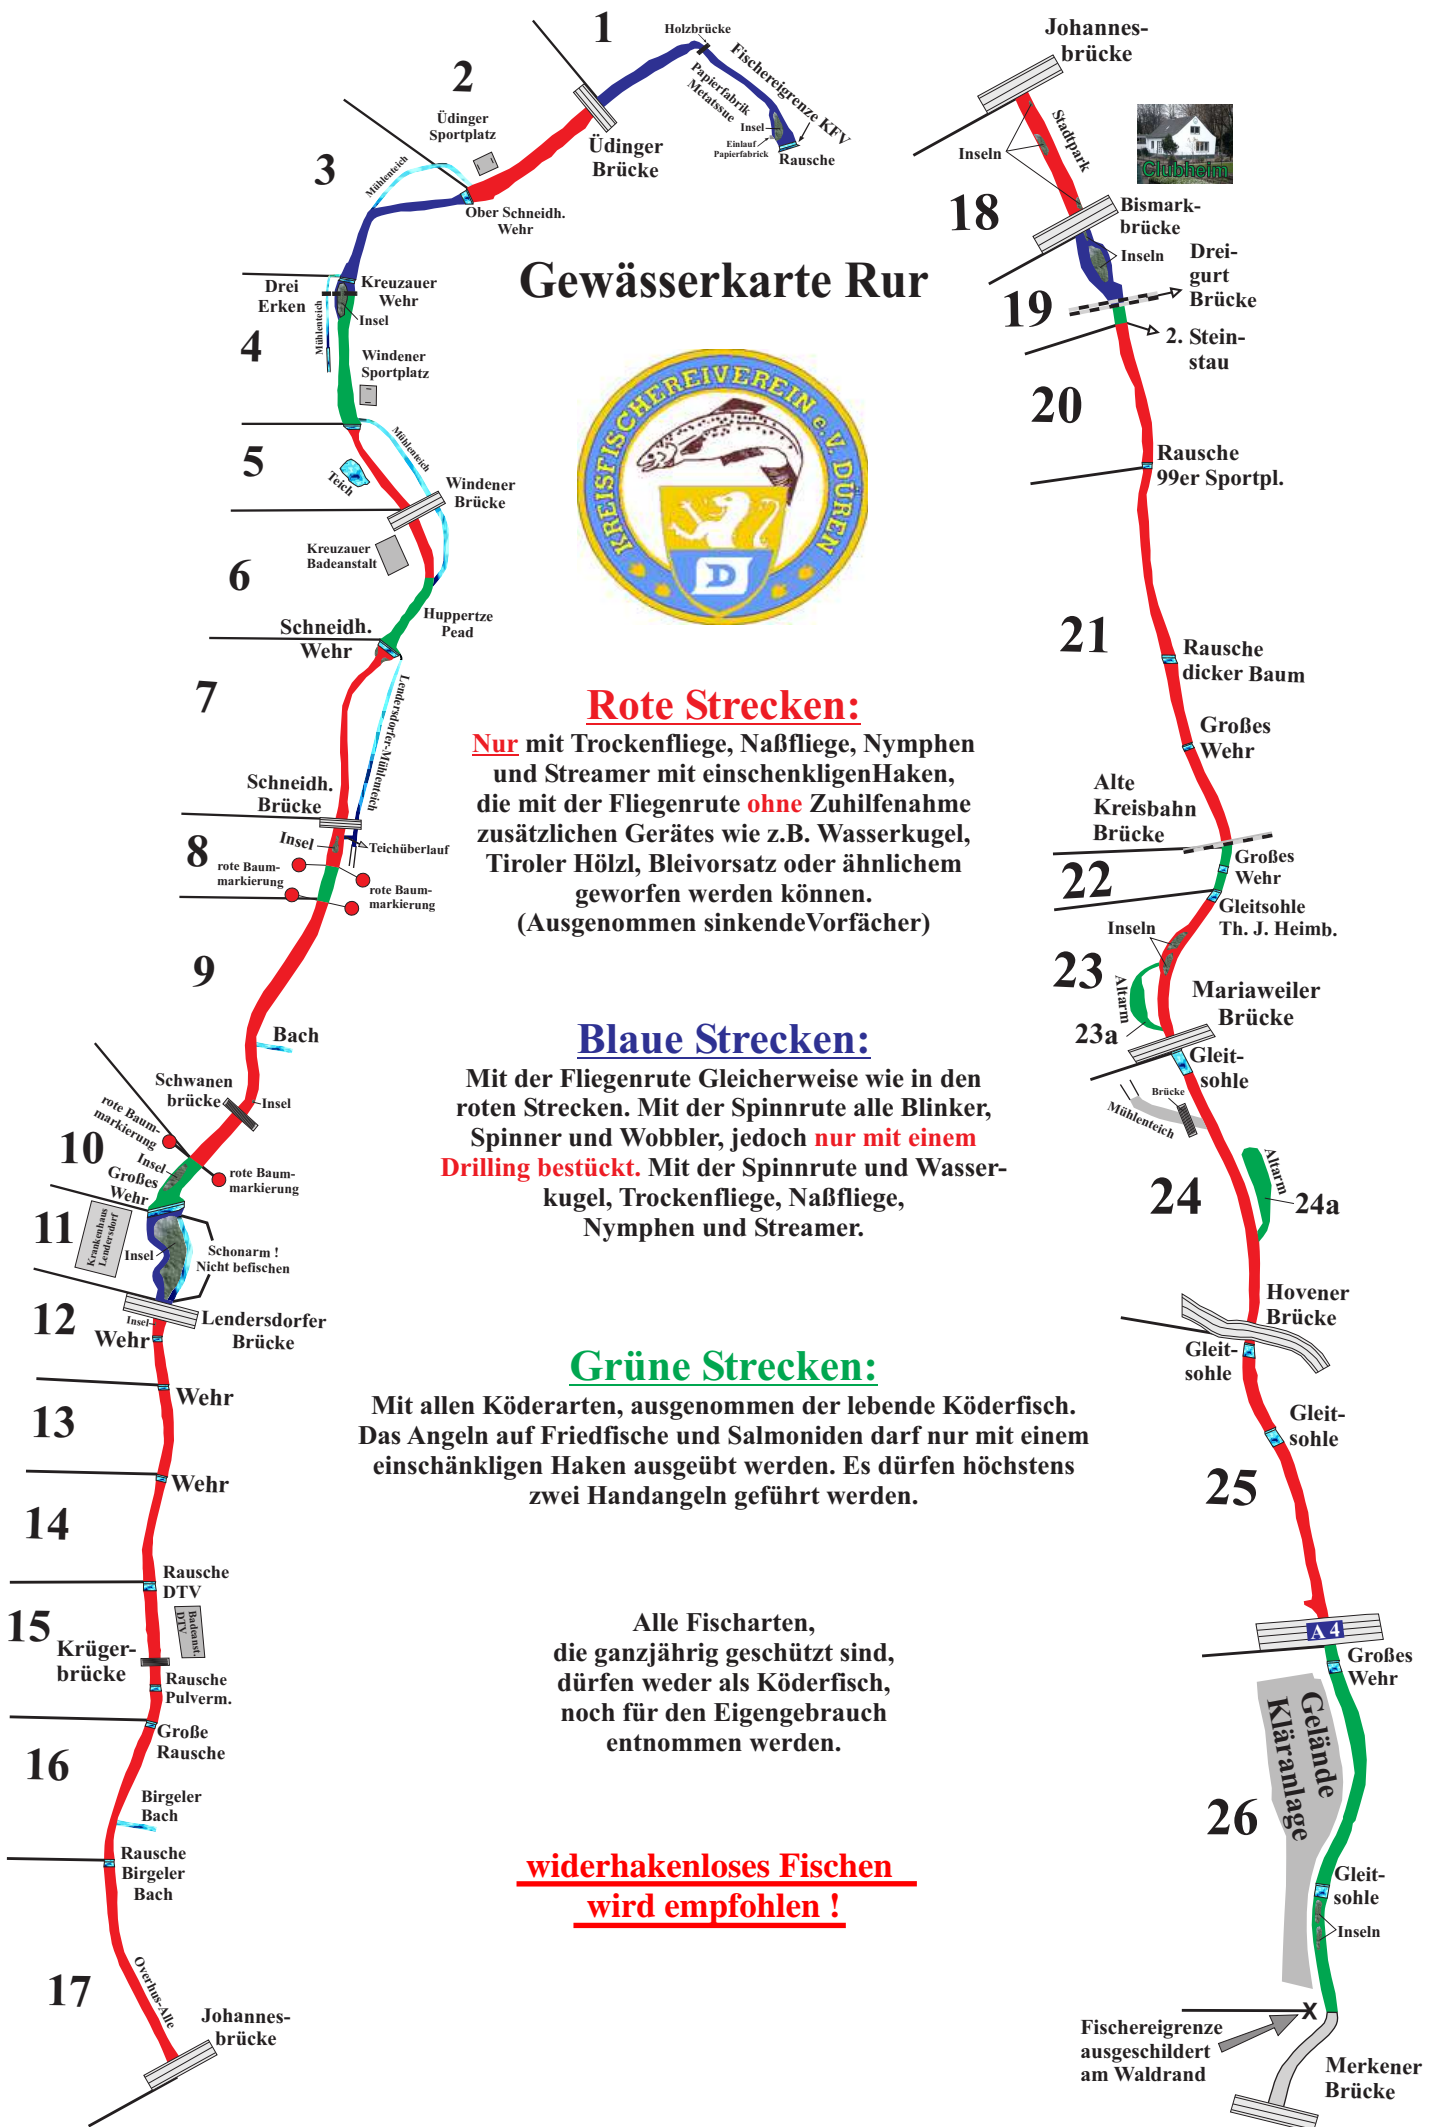 1
Holzbrücke
Fischereigrenze KFV
Papierfabrik
Metatssue
Insel
Einlauf
Papierfabrick
Rausche
2
Üdinger
Sportplatz
Üdinger
Brücke
3
Mühlenteich
Ober Schneidh.
Wehr
Drei
Erken
Kreuzauer
Wehr
Insel
Mühlenteich
4
Windener
Sportplatz
5
Mühlenteich
Teich
Windener
Brücke
Kreuzauer
Badeanstalt
6
Huppertze
Pead
Schneidh.
Wehr
7
Lendersdorfer-Mühlenteich
Schneidh.
Brücke
8
Insel
Teichüberlauf
rote Baum-
markierung
rote Baum-
markierung
9
Bach
Schwanen
brücke
Insel
rote Baum-
markierung
10
Insel
Großes
Wehr
rote Baum-
markierung
11
Krankenhaus
Lendersdorf
Insel
Schonarm !
Nicht befischen
12
Insel
Wehr
Lendersdorfer
Brücke
Wehr
13
Wehr
14
Rausche
DTV
15
Badeanst.
DTV
Krüger-
brücke
Rausche
Pulverm.
Große
Rausche
16
Birgeler
Bach
Rausche
Birgeler
Bach
17
Overhus-Alle
Johannes-
brücke
Gewässerkarte Rur
KREISFISCHEREIVEREIN e.V. DÜREN
D
Rote Strecken:
Nur mit Trockenfliege, Naßfliege, Nymphen
und Streamer mit einschenkligenHaken,
die mit der Fliegenrute ohne Zuhilfenahme
zusätzlichen Gerätes wie z.B. Wasserkugel,
Tiroler Hölzl, Bleivorsatz oder ähnlichem
geworfen werden können.
(Ausgenommen sinkendeVorfächer)
Blaue Strecken:
Mit der Fliegenrute Gleicherweise wie in den
roten Strecken. Mit der Spinnrute alle Blinker,
Spinner und Wobbler, jedoch nur mit einem
Drilling bestückt. Mit der Spinnrute und Wasser-
kugel, Trockenfliege, Naßfliege,
Nymphen und Streamer.
Grüne Strecken:
Mit allen Köderarten, ausgenommen der lebende Köderfisch.
Das Angeln auf Friedfische und Salmoniden darf nur mit einem
einschänkligen Haken ausgeübt werden. Es dürfen höchstens
zwei Handangeln geführt werden.
Alle Fischarten,
die ganzjährig geschützt sind,
dürfen weder als Köderfisch,
noch für den Eigengebrauch
entnommen werden.
widerhakenloses Fischen
wird empfohlen !
Johannes-
brücke
Stadtpark
Inseln
Clubheim
18
Bismark-
brücke
Inseln
Drei-
gurt
Brücke
19
2. Stein-
stau
20
Rausche
99er Sportpl.
21
Rausche
dicker Baum
Großes
Wehr
Alte
Kreisbahn
Brücke
22
Großes
Wehr
Gleitsohle
Th. J. Heimb.
Inseln
23
Altarm
23a
Mariaweiler
Brücke
Gleit-
sohle
Brücke
Mühlenteich
24
Altarm
24a
Hovener
Brücke
Gleit-
sohle
Gleit-
sohle
25
A 4
Großes
Wehr
Gelände
Kläranlage
26
Gleit-
sohle
Inseln
X
Fischereigrenze
ausgeschildert
am Waldrand
Merkener
Brücke